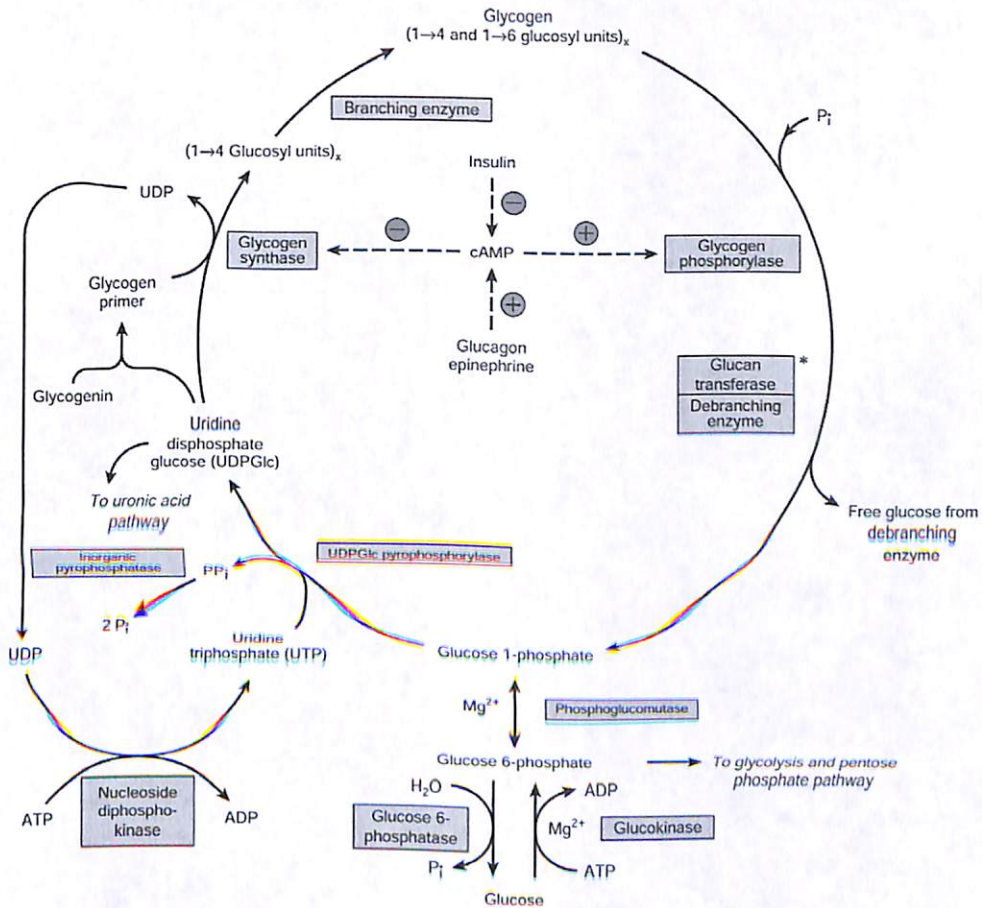 Glycogen
(1→4 and 1→6 glucosyl units)x
Branching enzyme
Pi
(1→4 Glucosyl units)x
Insulin
UDP
−
−
+
Glycogen
synthase
cAMP
Glycogen
phosphorylase
Glycogen
primer
+
Glucagon
epinephrine
Glucan
transferase
*
Debranching
enzyme
Glycogenin
Uridine
disphosphate
glucose (UDPGlc)
To uronic acid
pathway
Free glucose from
debranching
enzyme
Inorganic
pyrophosphatase
UDPGlc pyrophosphorylase
PPi
2 Pi
Uridine
triphosphate (UTP)
UDP
Glucose 1-phosphate
Mg2+
Phosphoglucomutase
Glucose 6-phosphate
To glycolysis and pentose
phosphate pathway
H2O
ADP
Nucleoside
diphospho-
kinase
ATP
ADP
Glucose 6-
phosphatase
Mg2+
Glucokinase
Pi
ATP
Glucose